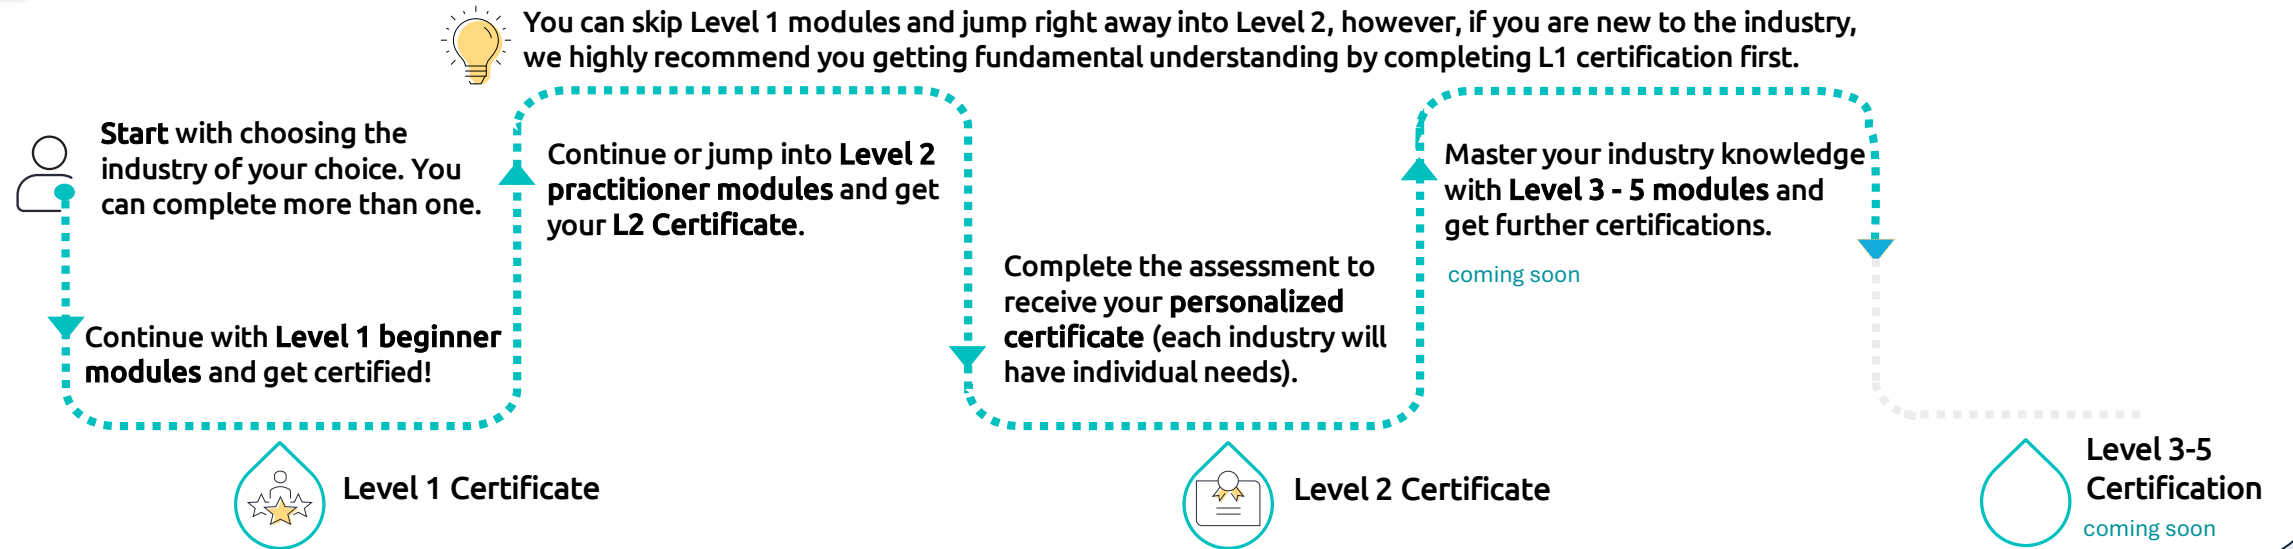 You can skip Level 1 modules and jump right away into Level 2, however, if you are new to the industry,
we highly recommend you getting fundamental understanding by completing L1 certification first.
Start with choosing the
industry of your choice. You
can complete more than one.
Continue with Level 1 beginner
modules and get certified!
Level 1 Certificate
Continue or jump into Level 2
practitioner modules and get
your L2 Certificate.
Complete the assessment to
receive your personalized
certificate (each industry will
have individual needs).
Level 2 Certificate
Master your industry knowledge
with Level 3 - 5 modules and
get further certifications.
coming soon
Level 3-5
Certification
coming soon